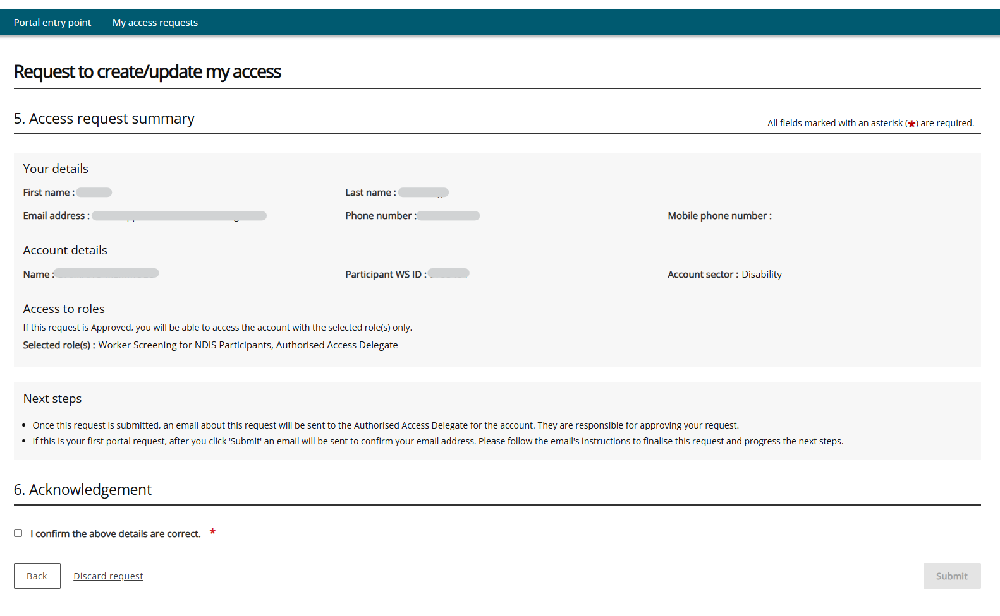 Portal entry point My access requests
Request to create/update my access
5. Access request summary
All fields marked with an asterisk (*) are required.
Your details
First name :
Last name :
Email address :
Phone number :
Mobile phone number :
Account details
Name :
Participant WS ID :
Account sector : Disability
Access to roles
If this request is Approved, you will be able to access the account with the selected role(s) only.
Selected role(s) : Worker Screening for NDIS Participants, Authorised Access Delegate
Next steps
• Once this request is submitted, an email about this request will be sent to the Authorised Access Delegate for the account. They are responsible for approving your request.
• If this is your first portal request, after you click 'Submit' an email will be sent to confirm your email address. Please follow the email's instructions to finalise this request and progress the next steps.
6. Acknowledgement
I confirm the above details are correct. *
Back
Discard request
Submit